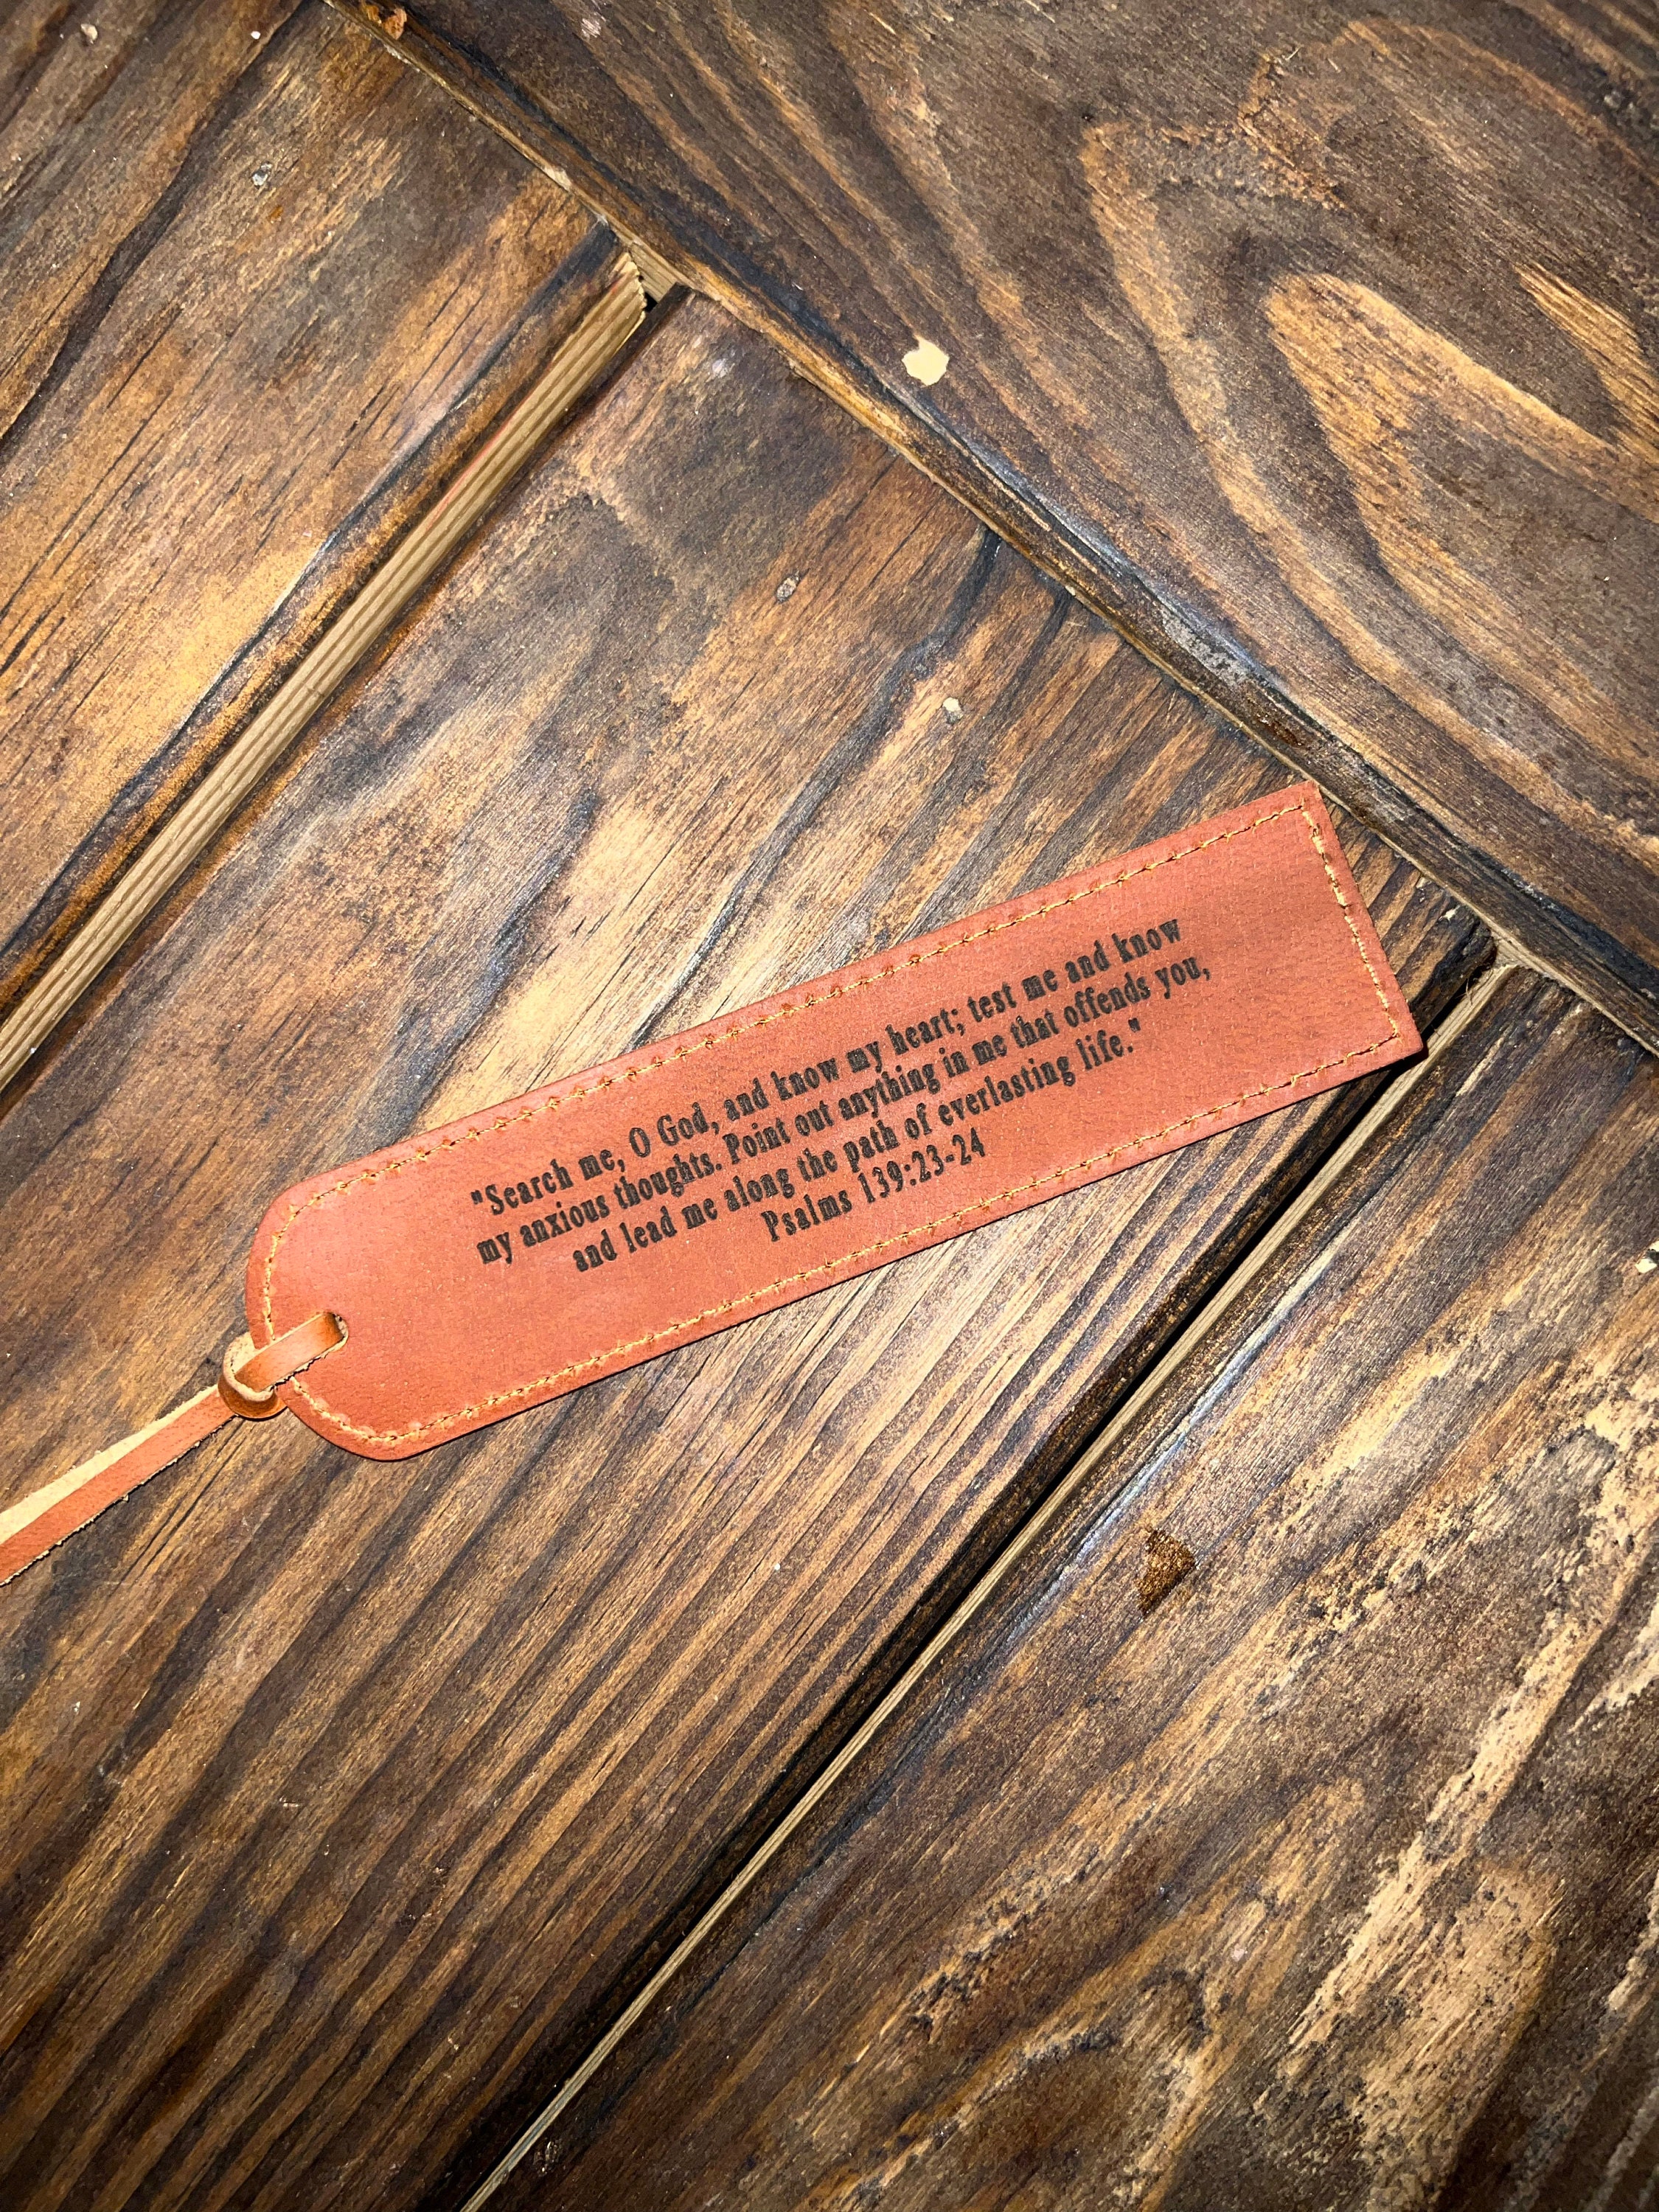 "Search me, O God, and know my heart; test me and know
my anxious thoughts. Point out anything in me that offends you,
and lead me along the path of everlasting life."
Psalms 139:23-24